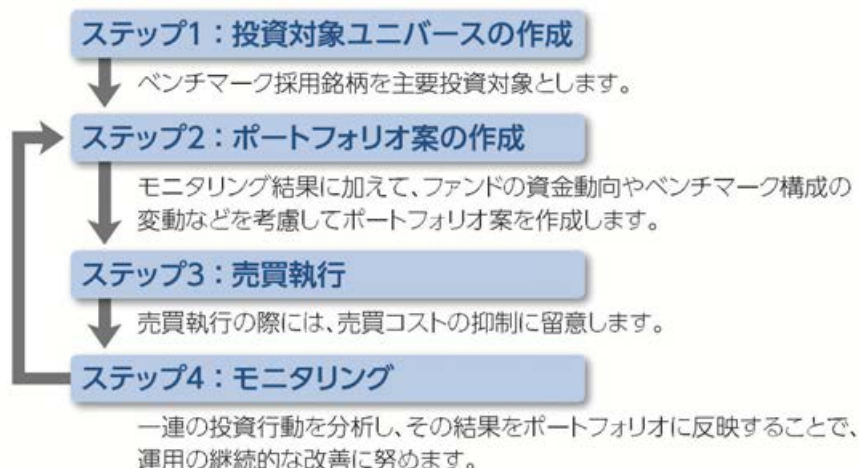 ステップ1：投資対象ユニバースの作成
ベンチマーク採用銘柄を主要投資対象とします。
ステップ2：ポートフォリオ案の作成
モニタリング結果に加えて、ファンドの資金動向やベンチマーク構成の
変動などを考慮してポートフォリオ案を作成します。
ステップ3：売買執行
売買執行の際には、売買コストの抑制に留意します。
ステップ4：モニタリング
一連の投資行動を分析し、その結果をポートフォリオに反映することで、
運用の継続的な改善に努めます。